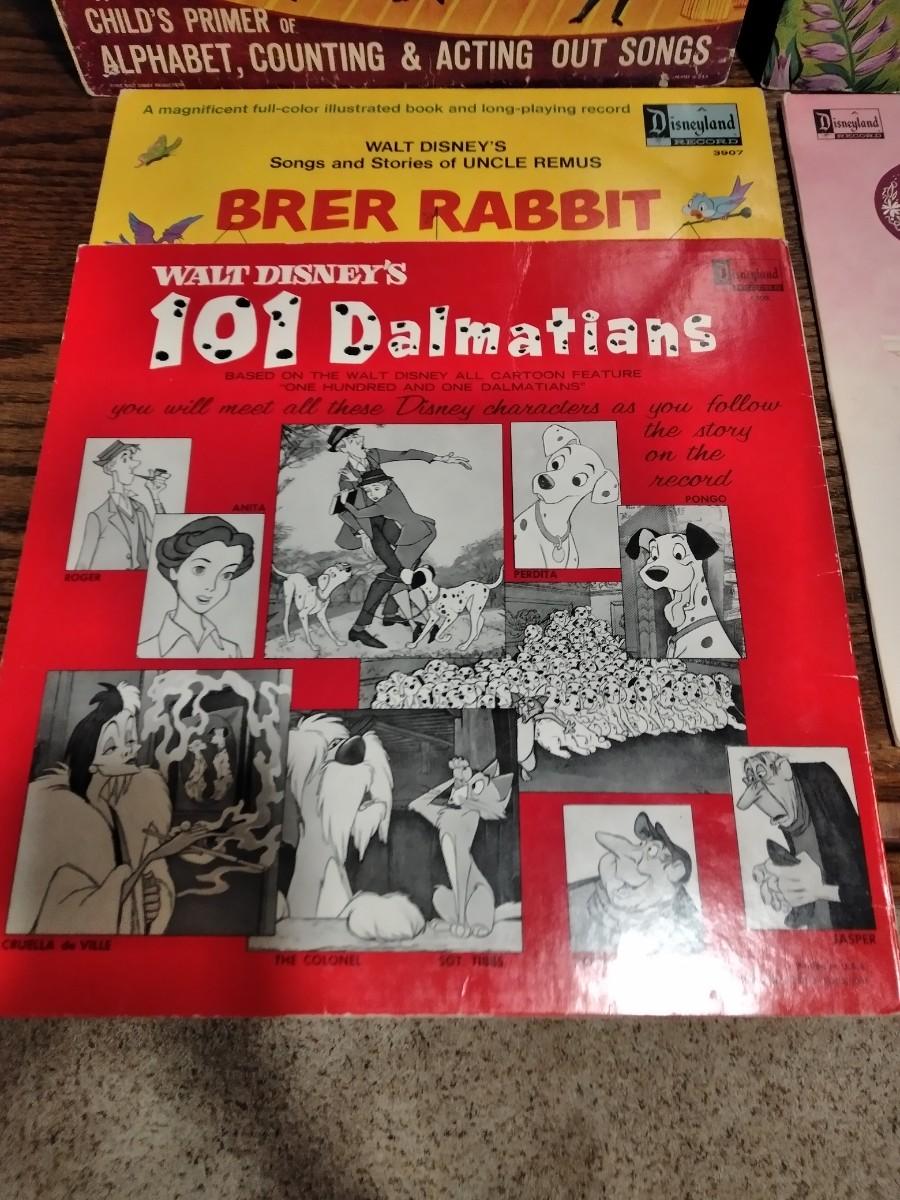 CHILD'S PRIMER OF
ALPHABET, COUNTING & ACTING OUT SONGS
A magnificent full-color illustrated book and long-playing record
Disneyland
RECORD
3907
WALT DISNEY'S
Songs and Stories of UNCLE REMUS
BRER RABBIT
Disneyland
RECORD
WALT DISNEY'S
Disneyland
101 Dalmatians
BASED ON THE WALT DISNEY ALL CARTOON FEATURE
"ONE HUNDRED AND ONE DALMATIANS"
you will meet all these Disney characters as you follow
the story
on the
record
PONGO
ANITA
ROGER
PERDITA
CRUELLA de VILLE
THE COLONEL
SGT TIBBS
JASPER